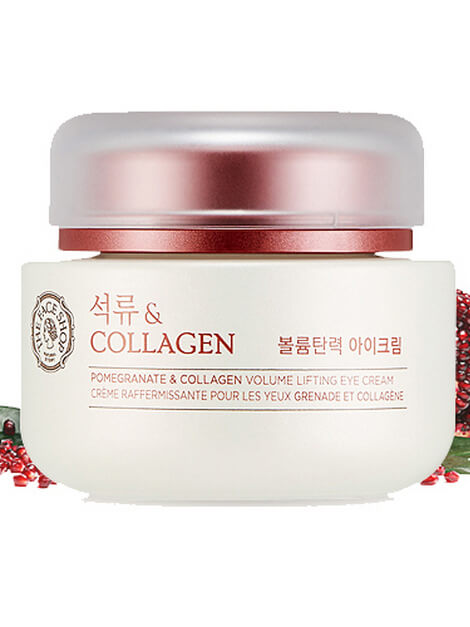 THE FACE SHOP
석류 &
COLLAGEN
볼륨탄력 아이크림
POMEGRANATE & COLLAGEN VOLUME LIFTING EYE CREAM
CRÈME RAFFERMISSANTE POUR LES YEUX GRENADE ET COLLAGÈNE